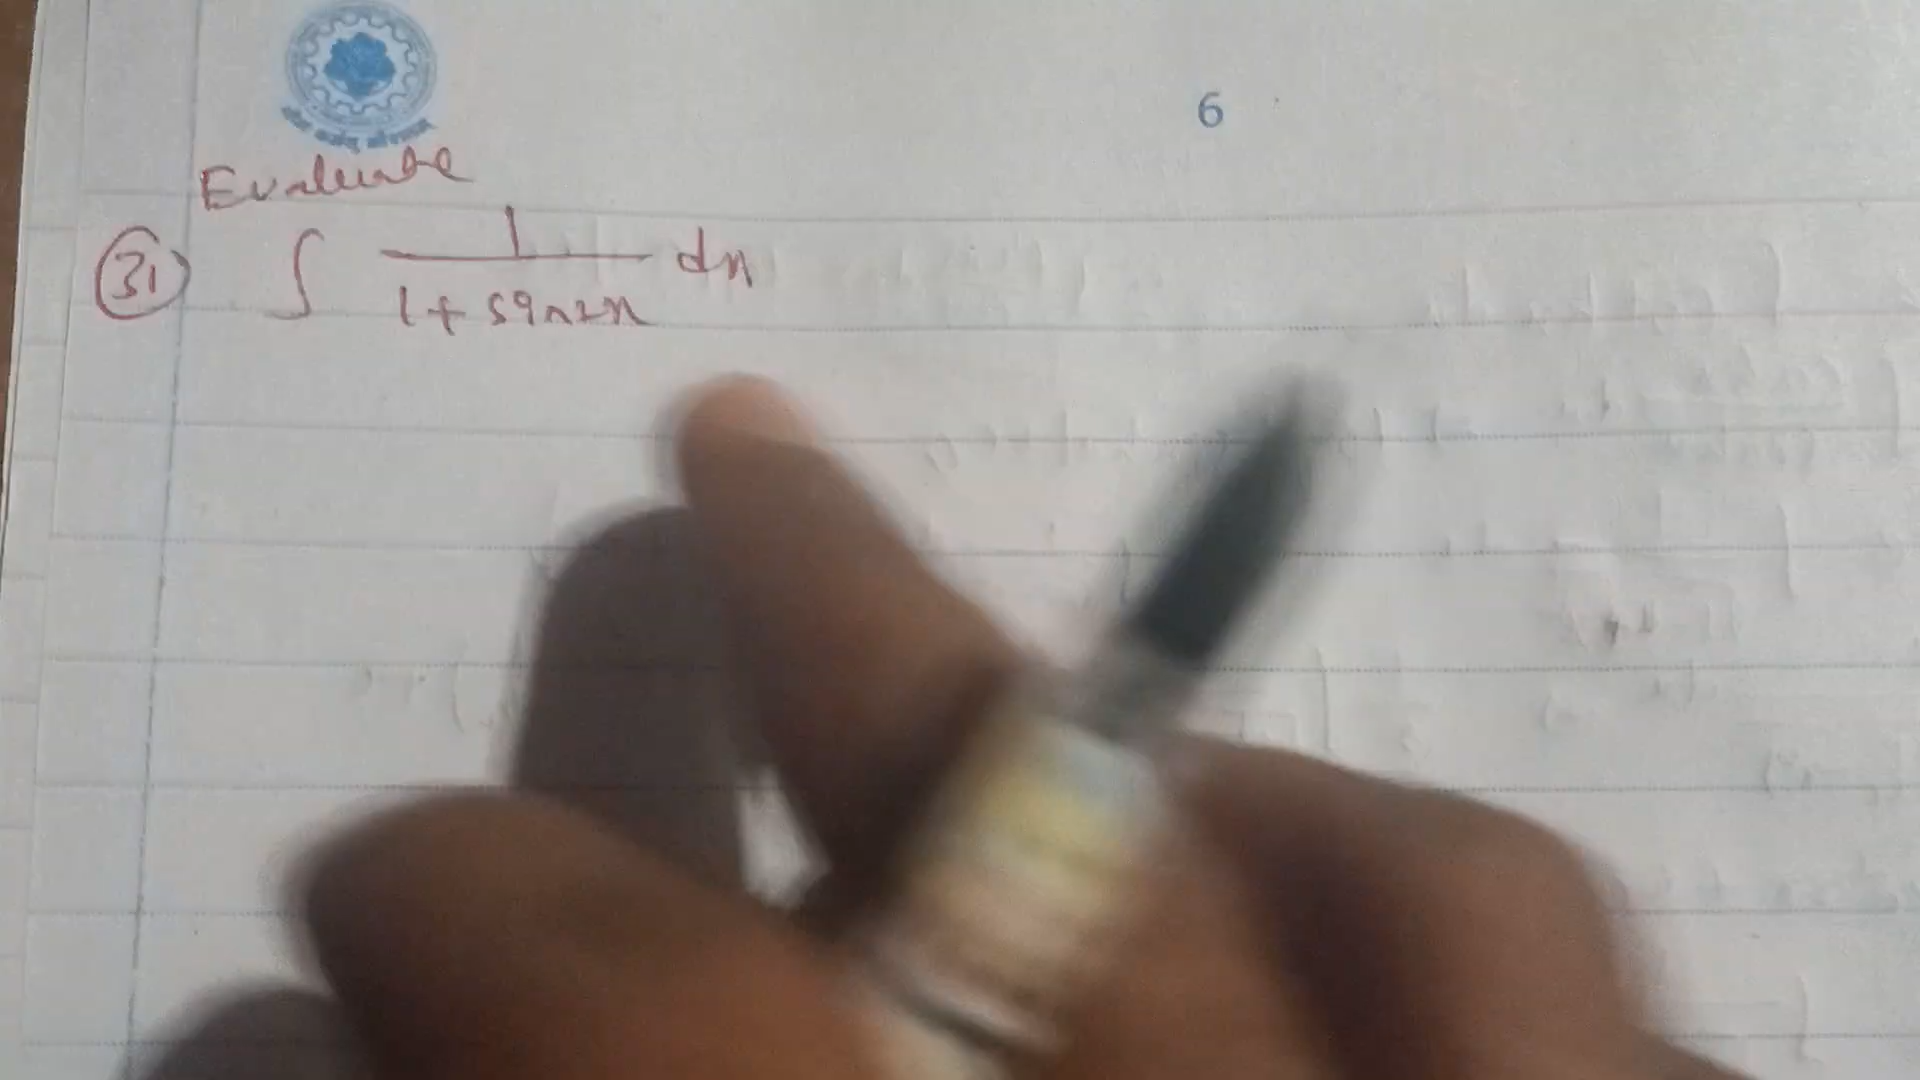 6
Evaluate
31 ∫ 1/(1 + sin2x) dx